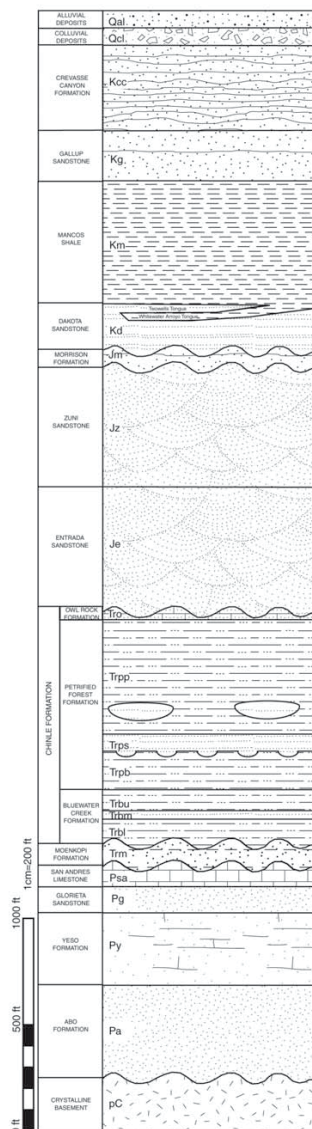 ALLUVIAL
DEPOSITS
Qal
COLLUVIAL
DEPOSITS
Qcl
CREVASSE
CANYON
FORMATION
Kcc
GALLUP
SANDSTONE
Kg
MANCOS
SHALE
Km
Twowells Tongue
Whitewater Arroyo Tongue
DAKOTA
SANDSTONE
Kd
MORRISON
FORMATION
Jm
ZUNI
SANDSTONE
Jz
ENTRADA
SANDSTONE
Je
CHINLE FORMATION
OWL ROCK
FORMATION
Tro
PETRIFIED
FOREST
FORMATION
Trpp
Trps
Trpb
BLUEWATER
CREEK
FORMATION
Trbu
Trbm
Trbl
MOENKOPI
FORMATION
Trm
SAN ANDRES
LIMESTONE
Psa
GLORIETA
SANDSTONE
Pg
YESO
FORMATION
Py
ABO
FORMATION
Pa
CRYSTALLINE
BASEMENT
pC
1cm=200 ft
1000 ft
500 ft
ft